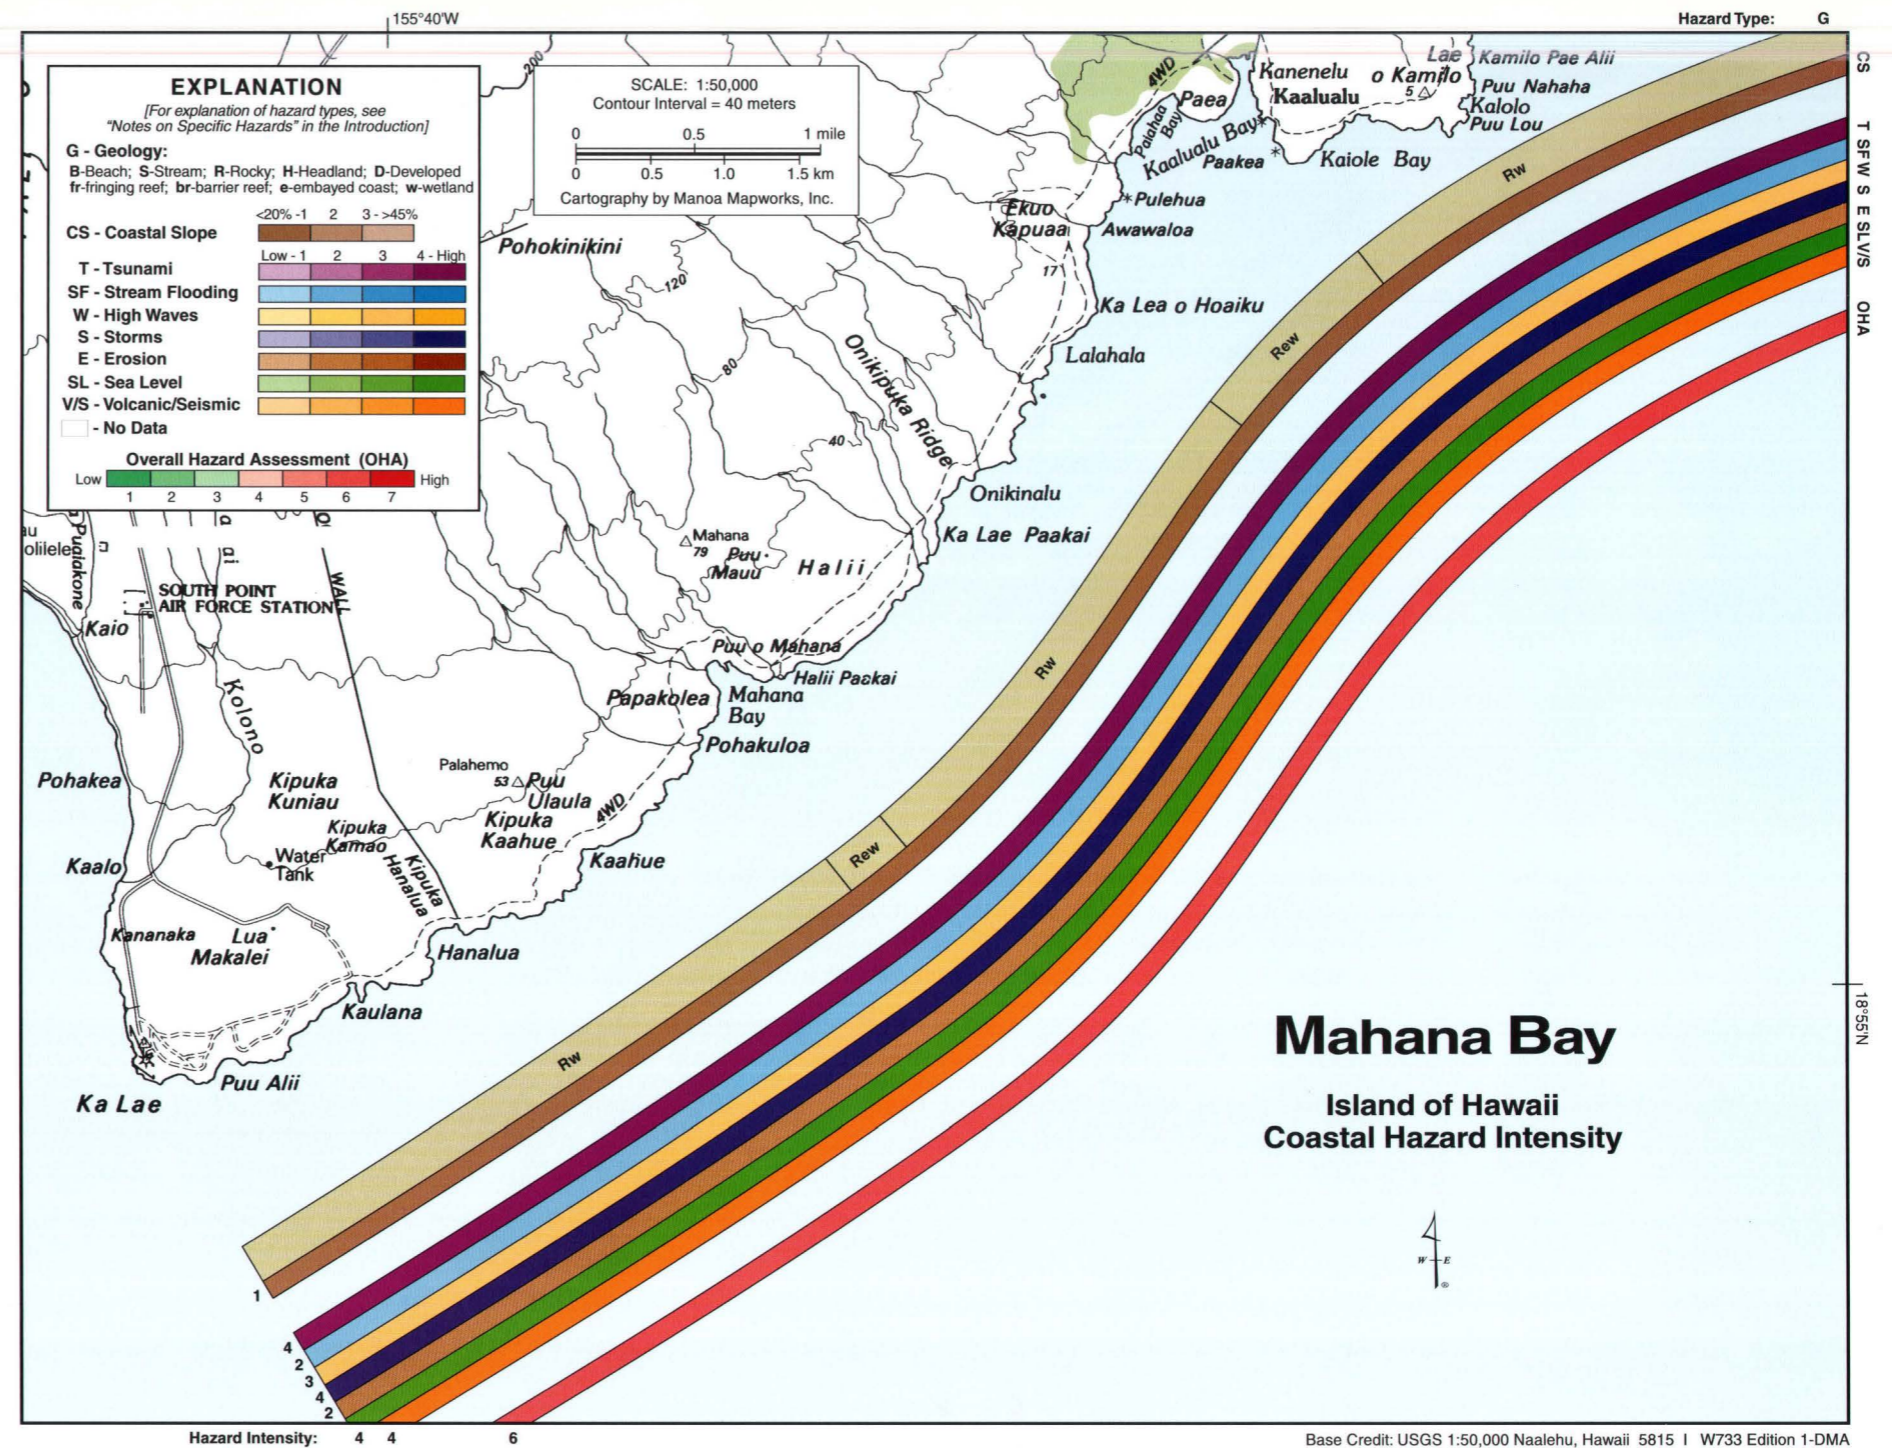 155°40'W
Hazard Type: G
EXPLANATION
[For explanation of hazard types, see
"Notes on Specific Hazards" in the Introduction]
G - Geology:
B-Beach; S-Stream; R-Rocky; H-Headland; D-Developed
fr-fringing reef; br-barrier reef; e-embayed coast; w-wetland
<20% -1 2 3 - >45%
CS - Coastal Slope
Low - 1 2 3 4 - High
T - Tsunami
SF - Stream Flooding
W - High Waves
S - Storms
E - Erosion
SL - Sea Level
V/S - Volcanic/Seismic
- No Data
Overall Hazard Assessment (OHA)
Low High
1 2 3 4 5 6 7
SCALE: 1:50,000
Contour Interval = 40 meters
0 0.5 1 mile
0 0.5 1.0 1.5 km
Cartography by Manoa Mapworks, Inc.
200
4WD
Paea
Paiahaa
Bay
Kaalualu Bay
Paakea
Kanenelu
Kaalualu
Lae
o Kamilo
5
Kamilo Pae Alii
Puu Nahaha
Kalolo
Puu Lou
Kaiole Bay
CS
T
SF
W
S
E
SL
V/S
OHA
Pulehua
Ekuo
Kapuaa
Awawaloa
17
Ka Lea o Hoaiku
Lalahala
Pohokinikini
120
80
40
Onikipuka Ridge
Onikinalu
Ka Lae Paakai
Mahana
79
Puu
Mauu
Halii
Puu o Mahana
Halii Paakai
Papakolea
Mahana
Bay
Pohakuloa
Puaiakone
WALL
SOUTH POINT
AIR FORCE STATION
Kaio
Kolono
Pohakea
Kipuka
Kuniau
Palahemo
53
Puu
Ulaula
4WD
Kipuka
Kaahue
Kaahue
Kipuka
Kamao
Water
Tank
Kaalo
Kipuka
Hanalua
Kananaka
Lua
Makalei
Hanalua
Kaulana
Puu Alii
Ka Lae
Rw
Rew
Rw
Rew
Rw
18°55'N
Mahana Bay
Island of Hawaii
Coastal Hazard Intensity
W E
1
4
2
3
4
2
Hazard Intensity: 4 4 6
Base Credit: USGS 1:50,000 Naalehu, Hawaii 5815 I W733 Edition 1-DMA